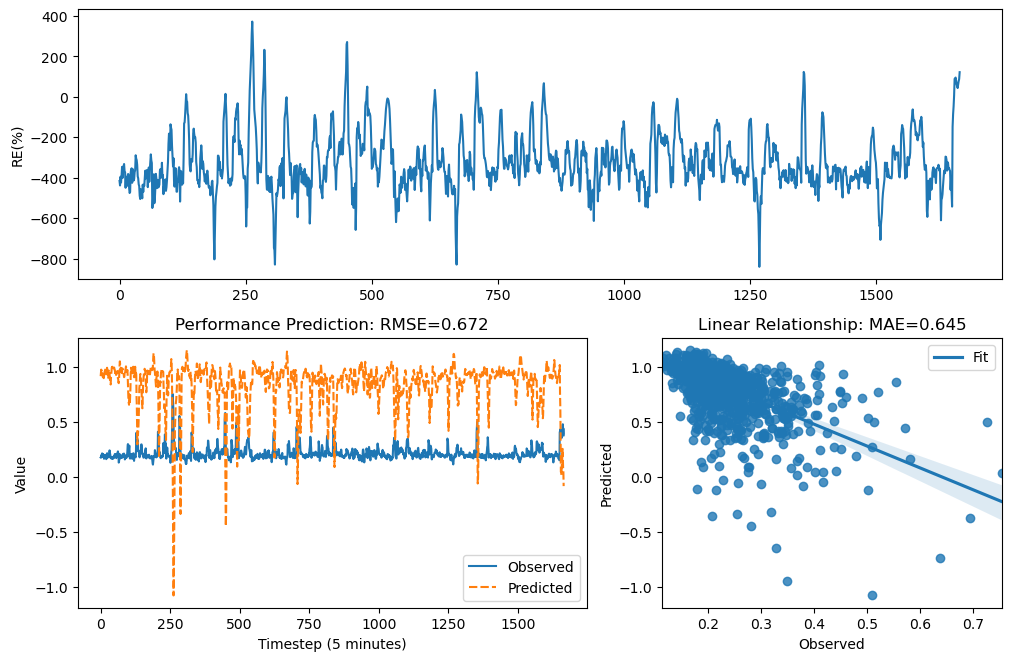 400
200
0
−200
−400
−600
−800
RE(%)
0 250 500 750 1000 1250 1500
Performance Prediction: RMSE=0.672
1.0
0.5
0.0
−0.5
−1.0
Value
Observed
Predicted
0 250 500 750 1000 1250 1500
Timestep (5 minutes)
Linear Relationship: MAE=0.645
Fit
1.0
0.5
0.0
−0.5
−1.0
Predicted
0.2 0.3 0.4 0.5 0.6 0.7
Observed